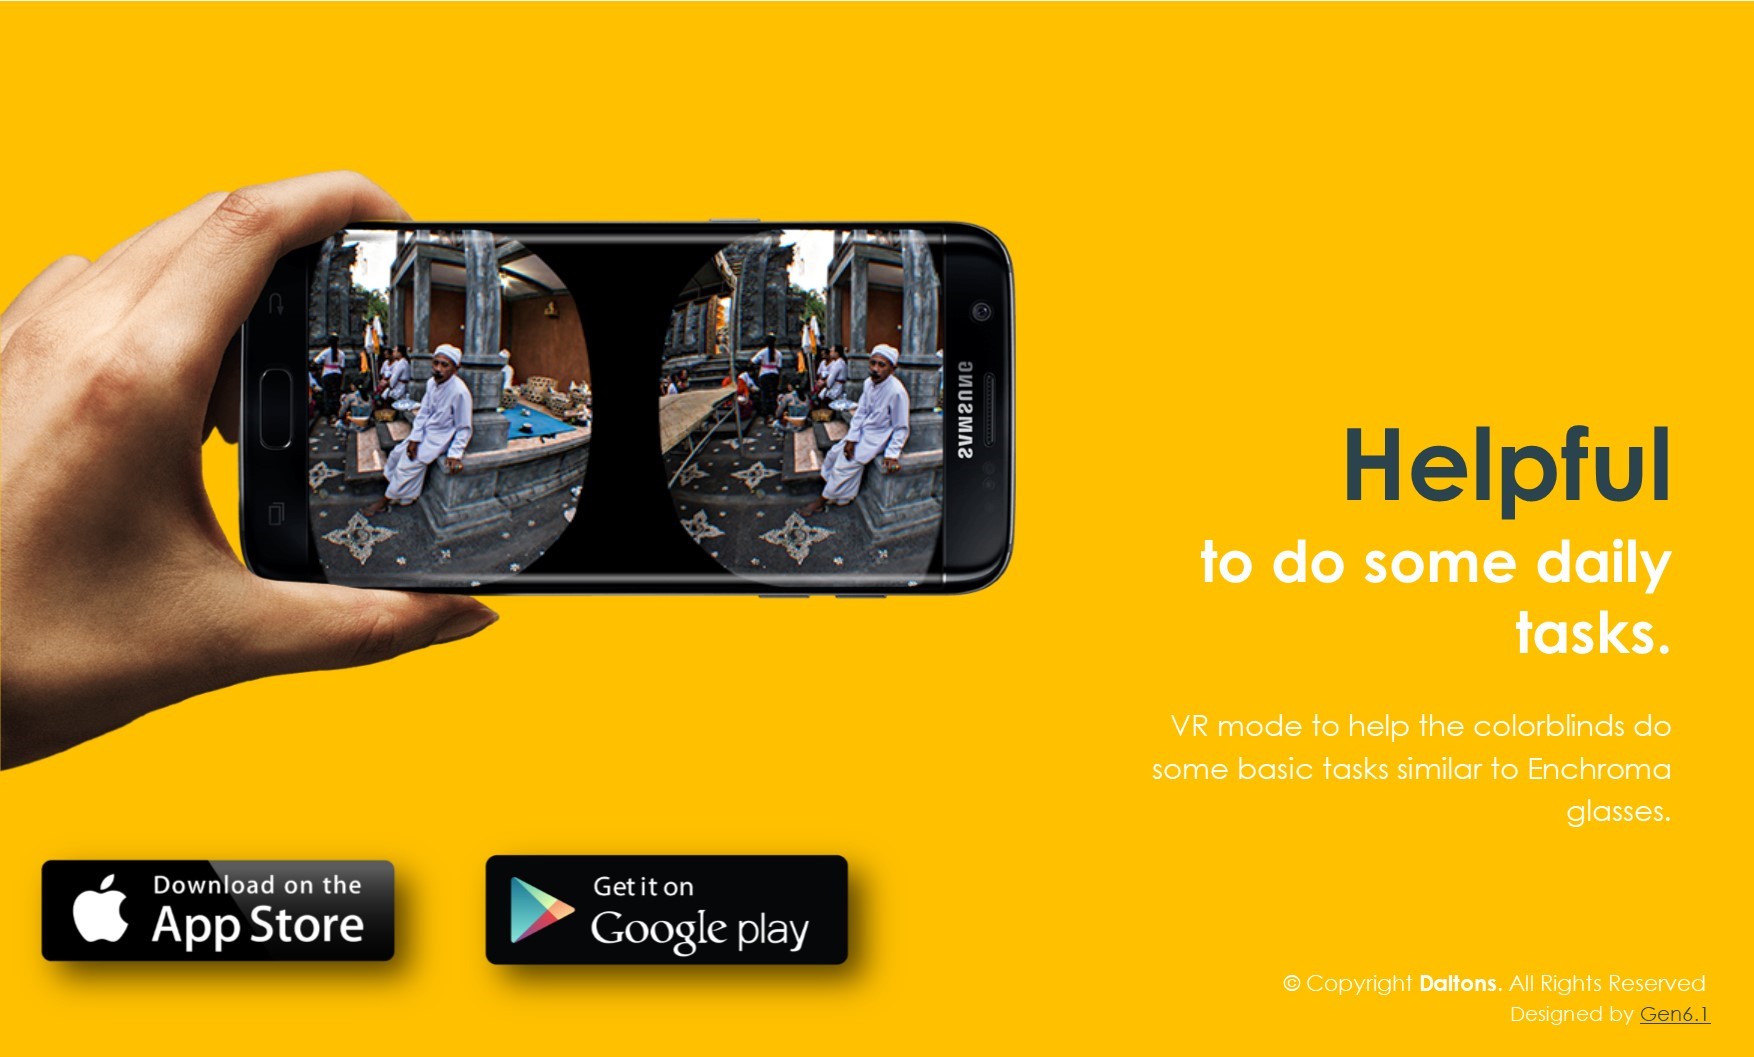 SAMSUNG
Helpful
to do some daily
tasks.
VR mode to help the colorblinds do
some basic tasks similar to Enchroma
glasses.
Download on the
App Store
Get it on
Google play
© Copyright Daltons. All Rights Reserved
Designed by Gen6.1